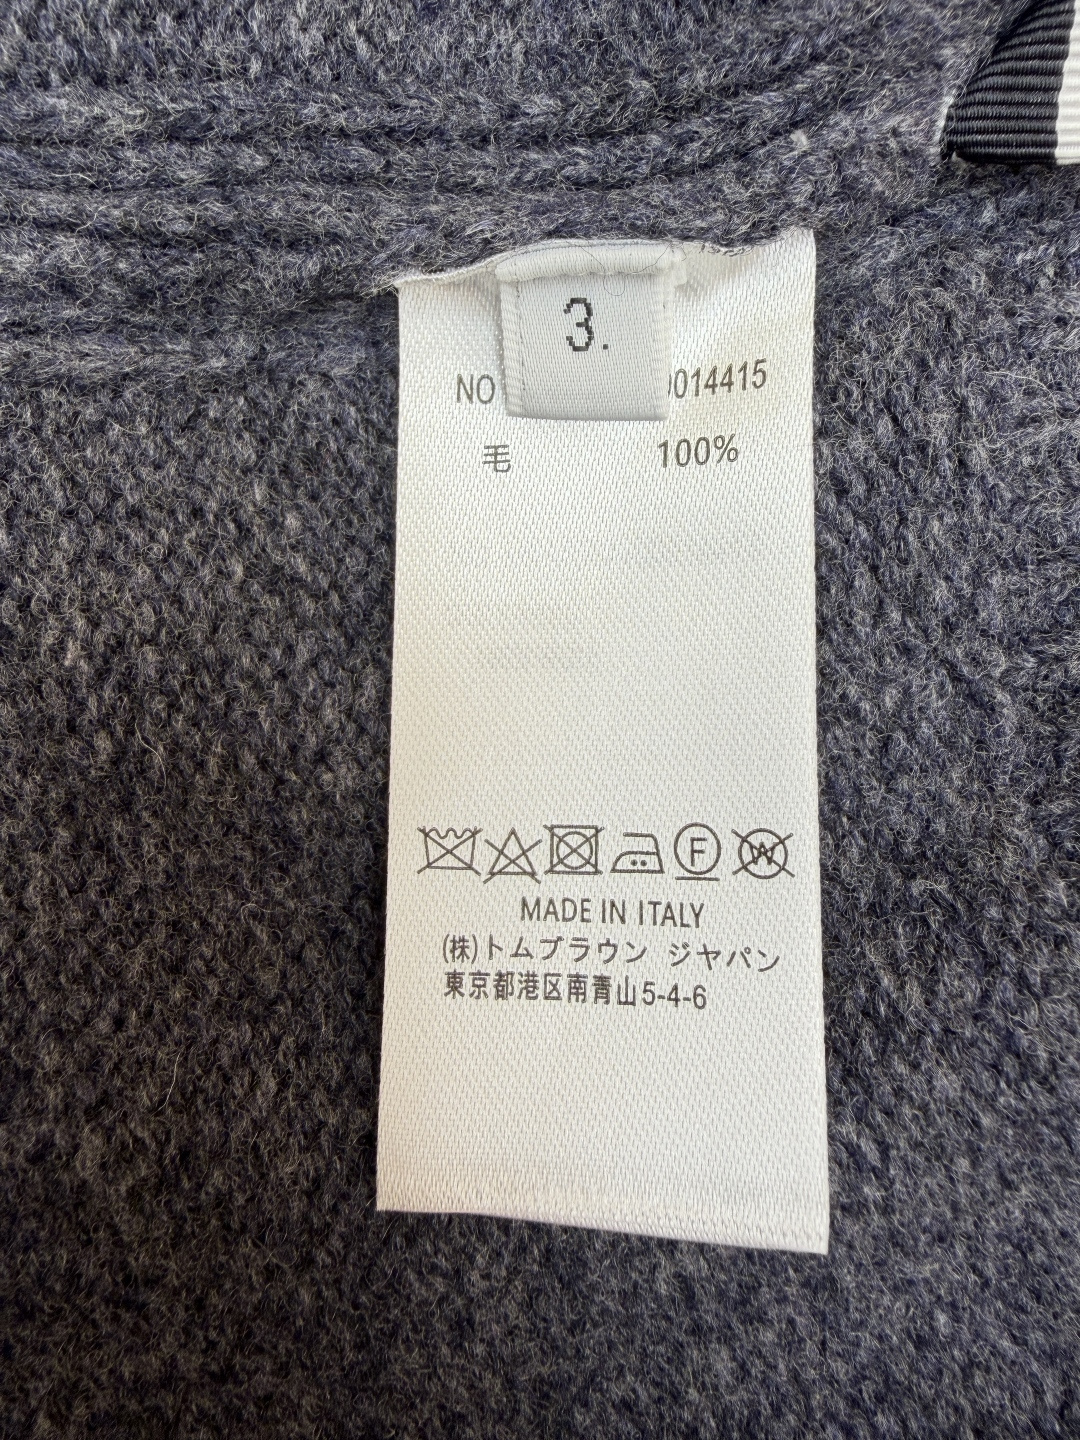 3.
NO 0014415
毛 100%
F W
MADE IN ITALY
(株)トムブラウン ジヤパン
東京都港区南青山5-4-6